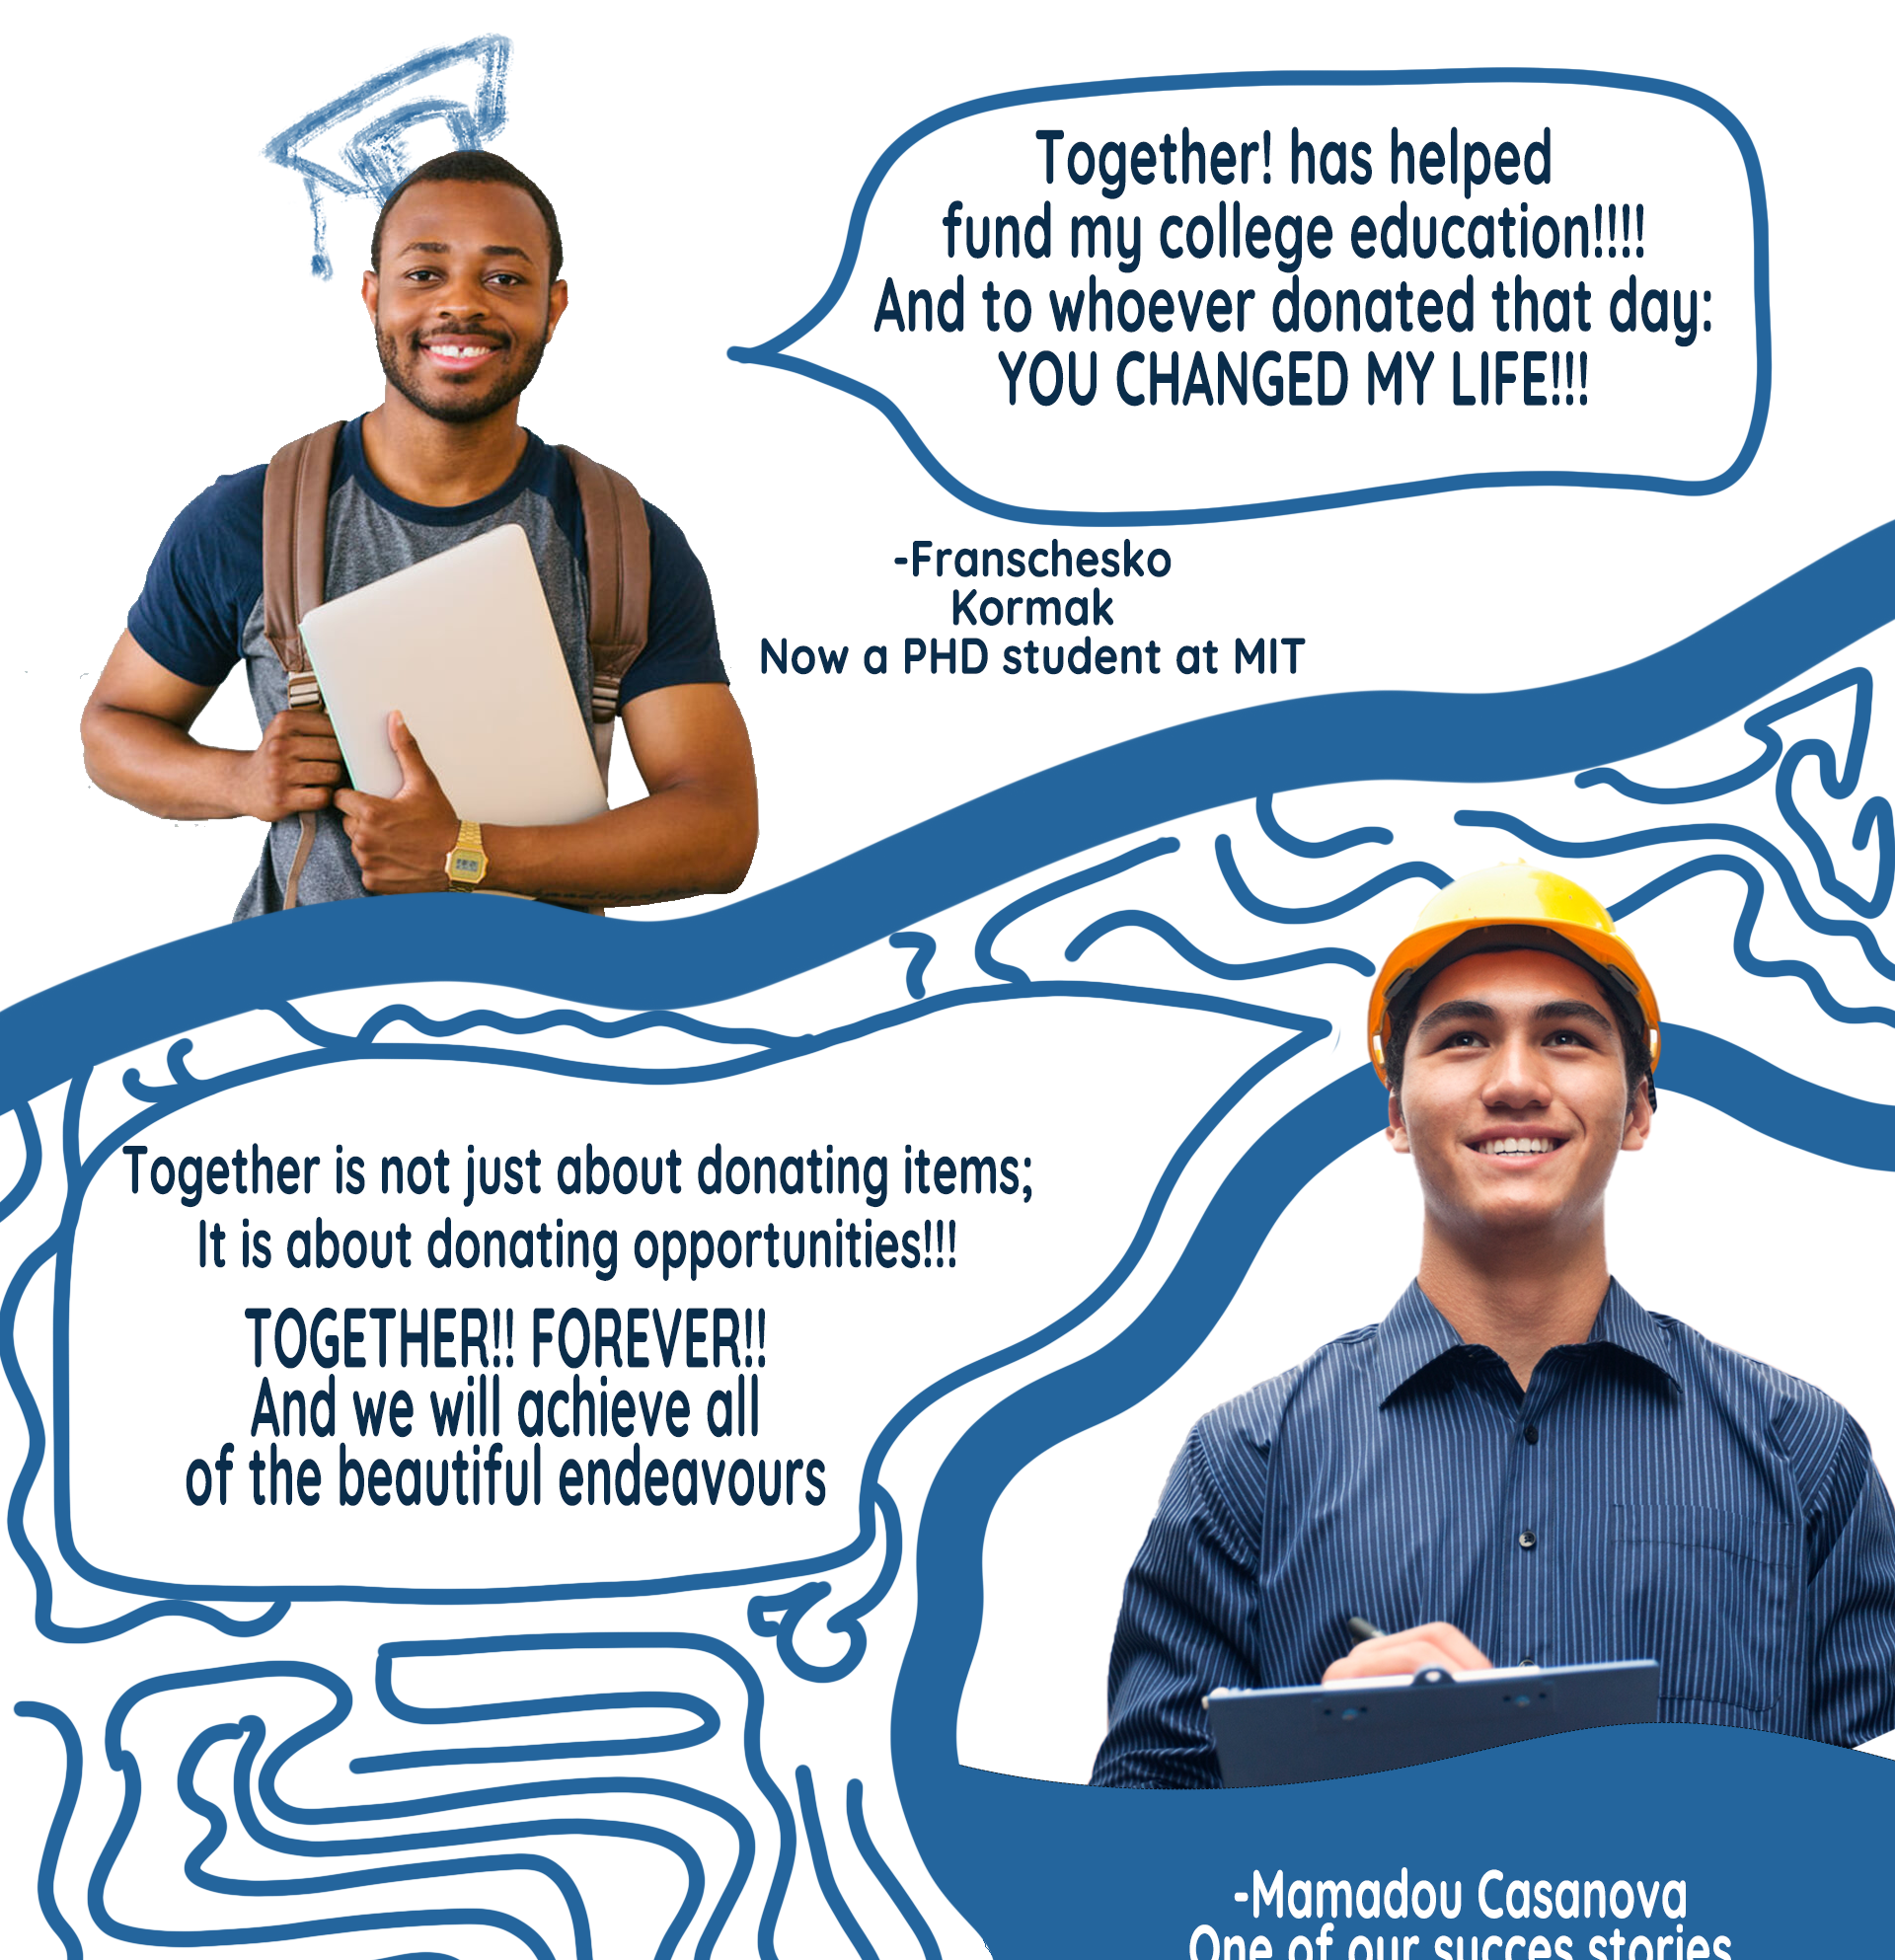 Together! has helped
fund my college education!!!!
And to whoever donated that day:
YOU CHANGED MY LIFE!!!
-Franschesko
Kormak
Now a PHD student at MIT
Together is not just about donating items;
It is about donating opportunities!!!
TOGETHER!! FOREVER!!
And we will achieve all
of the beautiful endeavours
-Mamadou Casanova
One of our succes stories